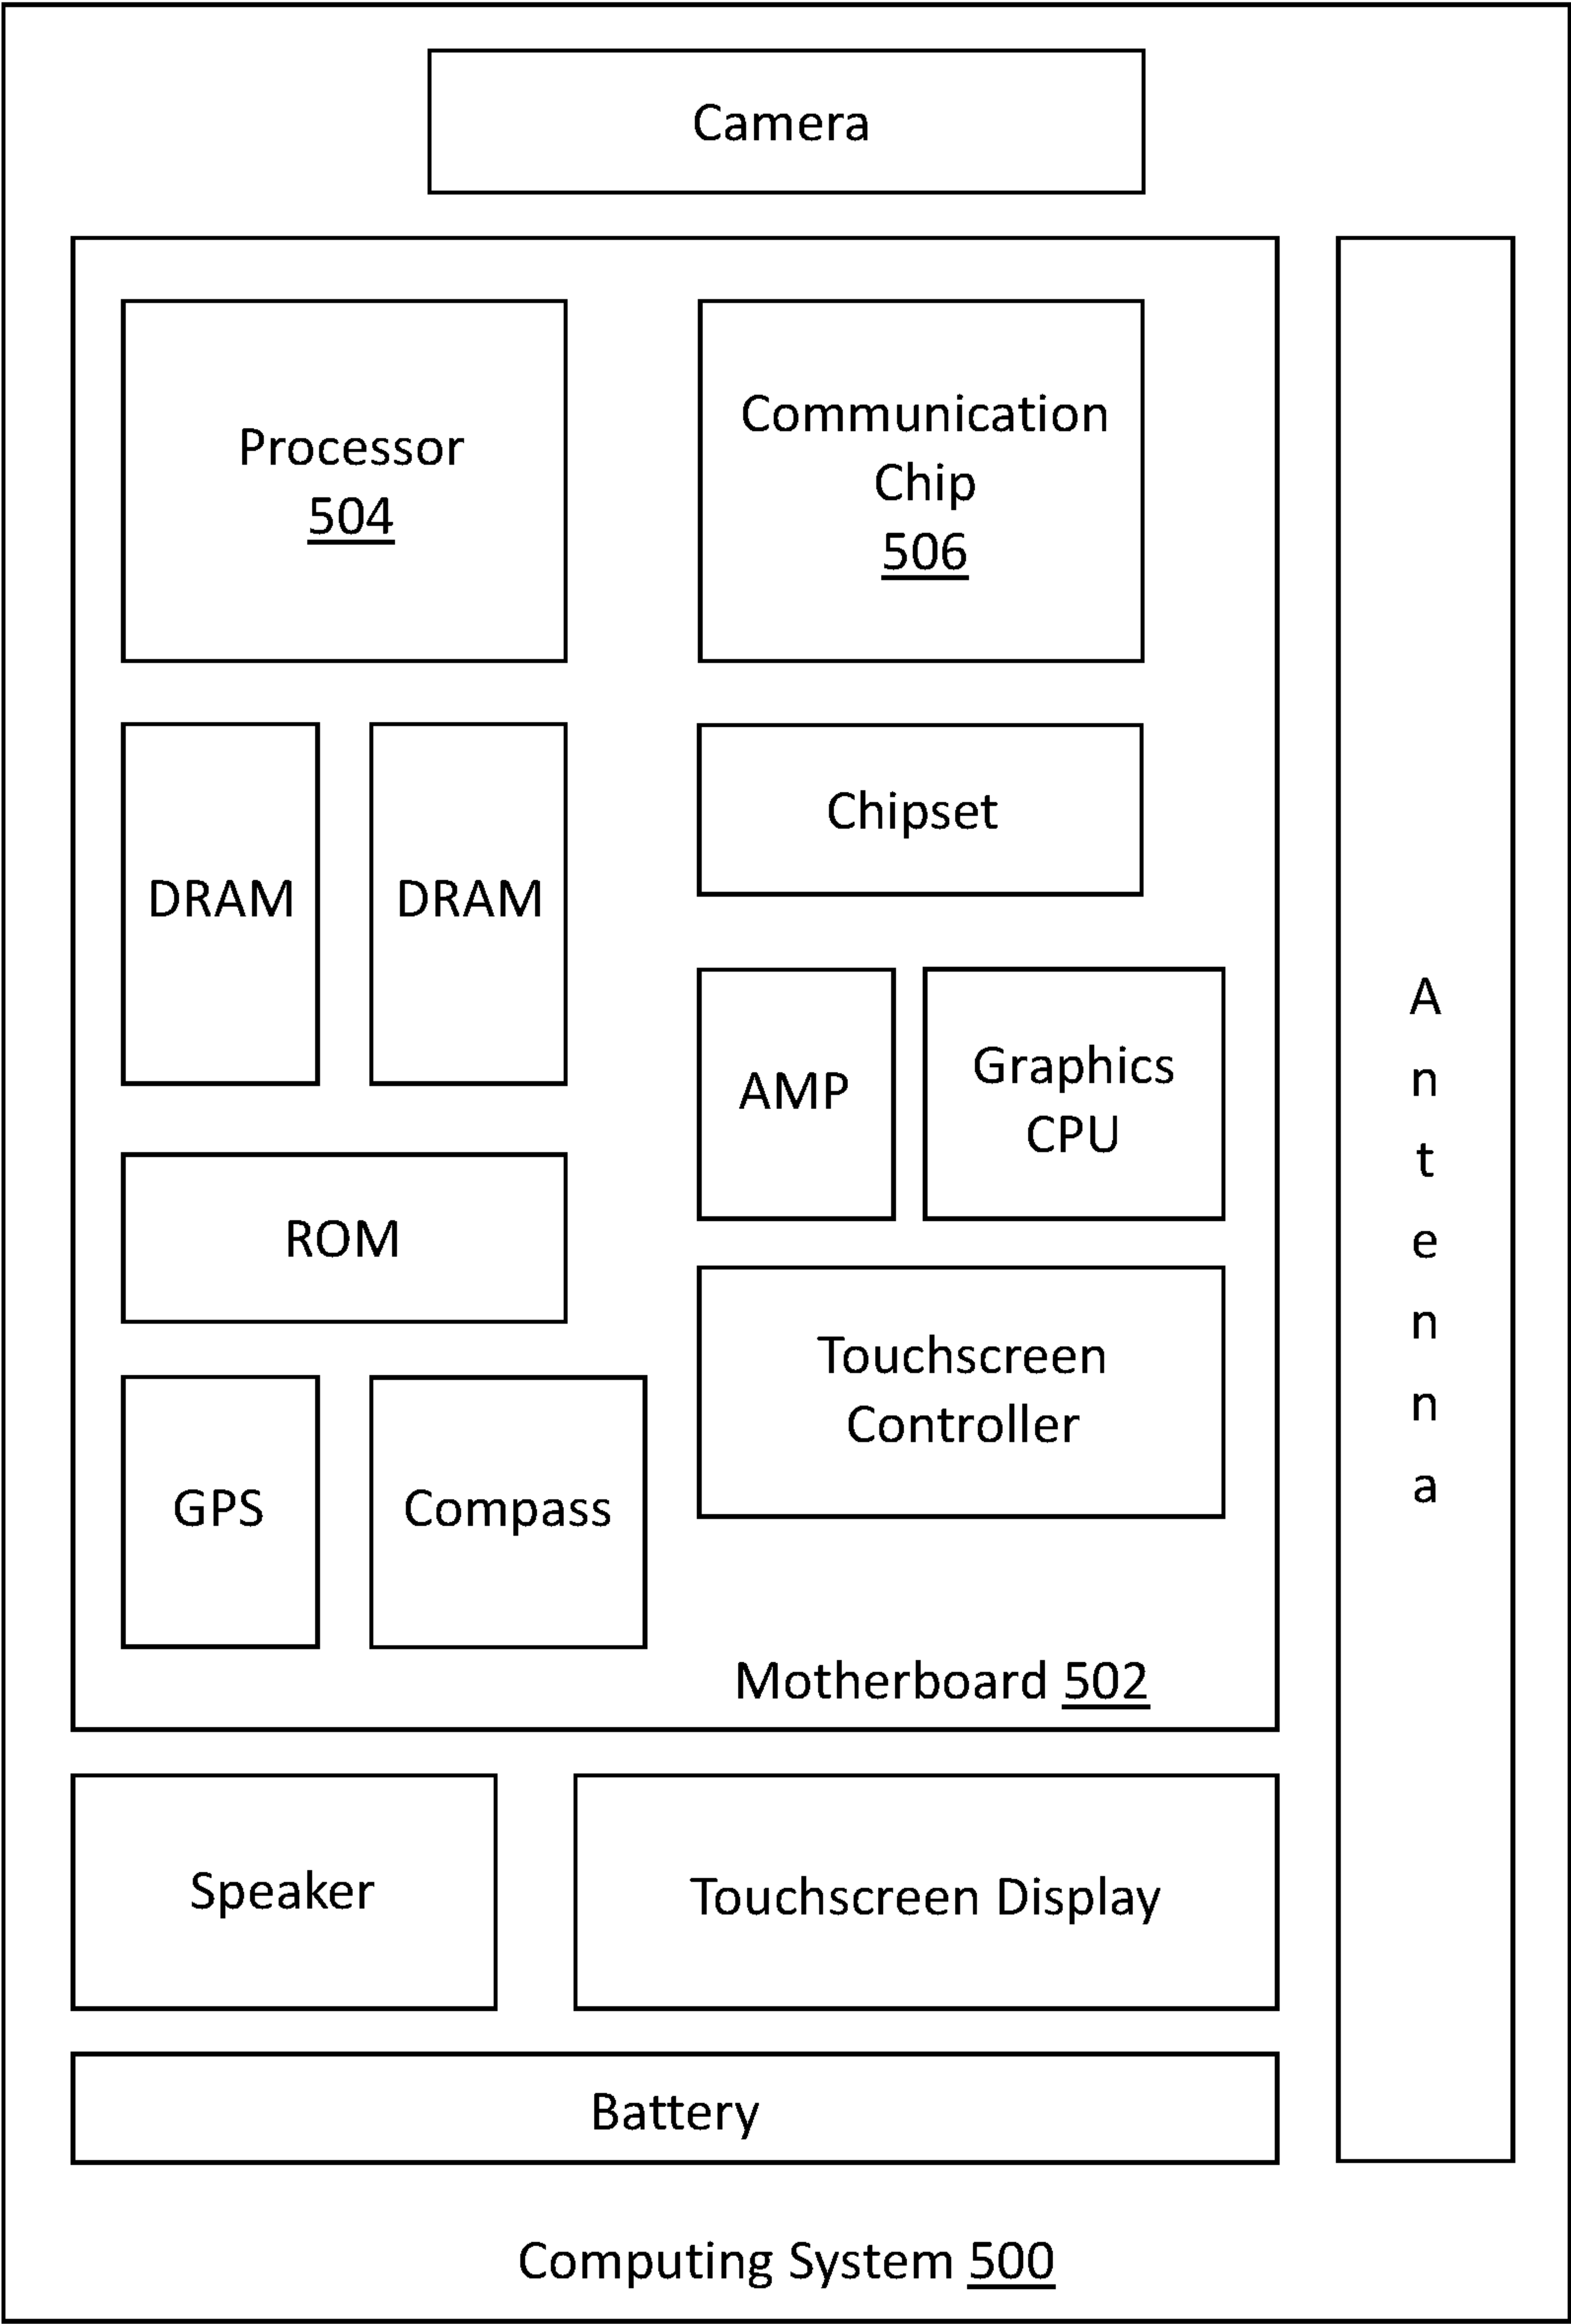 Camera
Processor
504
Communication
Chip
506
DRAM
DRAM
Chipset
AMP
Graphics
CPU
ROM
Touchscreen
Controller
GPS
Compass
Motherboard 502
Antenna
Speaker
Touchscreen Display
Battery
Computing System 500